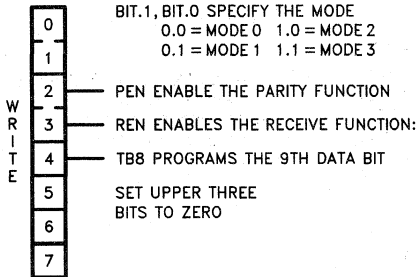 BIT.1, BIT.0 SPECIFY THE MODE
0.0 = MODE 0 1.0 = MODE 2
0.1 = MODE 1 1.1 = MODE 3
WRITE
0
1
2 PEN ENABLE THE PARITY FUNCTION
3 REN ENABLES THE RECEIVE FUNCTION:
4 TB8 PROGRAMS THE 9TH DATA BIT
5 SET UPPER THREE
BITS TO ZERO
6
7